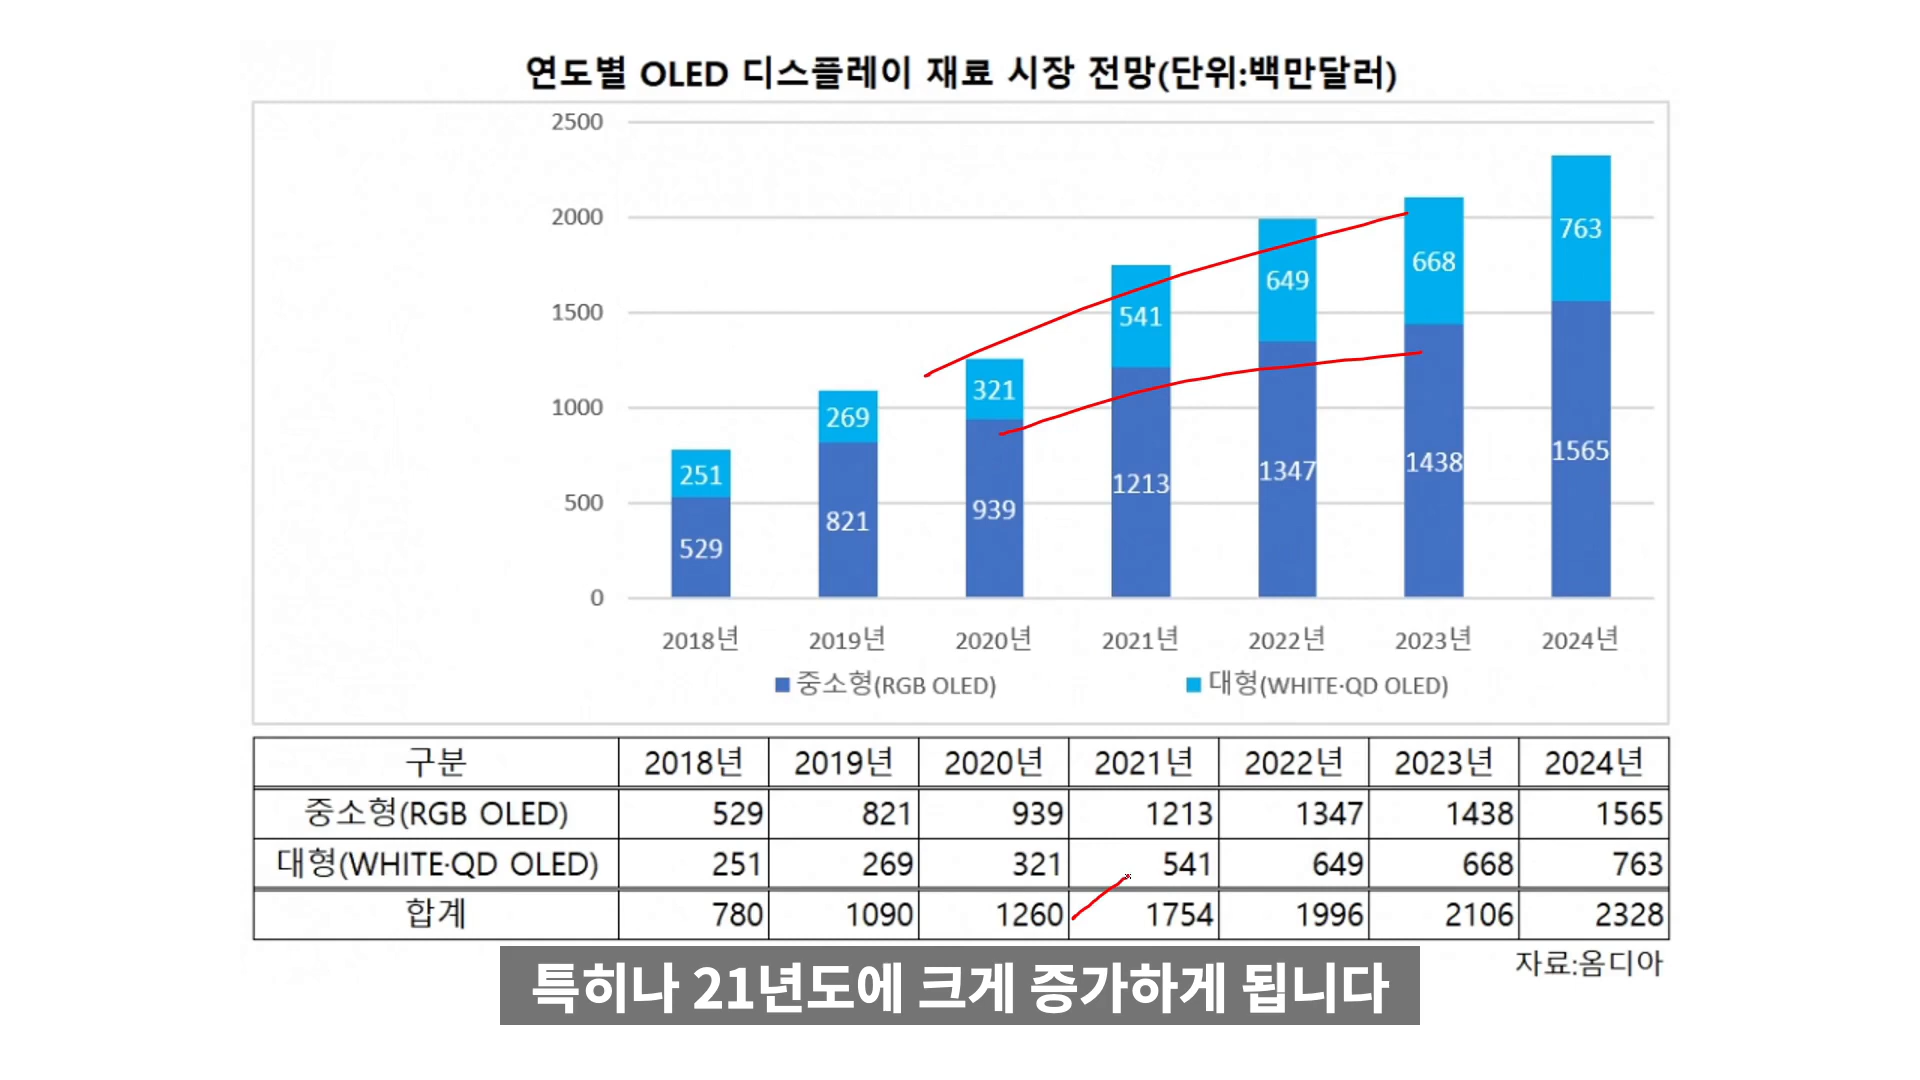 연도별 OLED 디스플레이 재료 시장 전망(단위:백만달러)
2500
2000
1500
1000
500
0
251
529
269
821
321
939
541
1213
649
1347
668
1438
763
1565
2018년 2019년 2020년 2021년 2022년 2023년 2024년
중소형(RGB OLED) 대형(WHITE·QD OLED)
구분 2018년 2019년 2020년 2021년 2022년 2023년 2024년
중소형(RGB OLED) 529 821 939 1213 1347 1438 1565
대형(WHITE·QD OLED) 251 269 321 541 649 668 763
합계 780 1090 1260 1754 1996 2106 2328
자료:옴디아
특히나 21년도에 크게 증가하게 됩니다